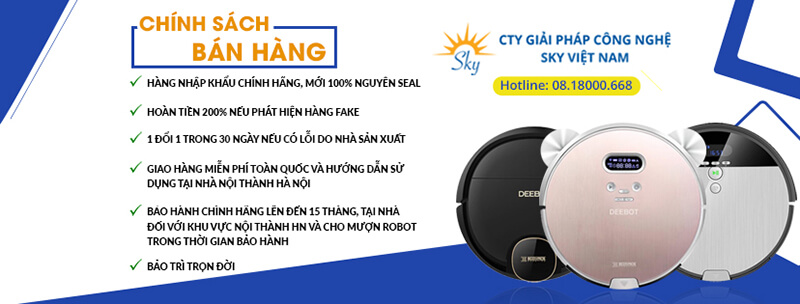 CHÍNH SÁCH
BÁN HÀNG
HÀNG NHẬP KHẨU CHÍNH HÃNG, MỚI 100% NGUYÊN SEAL
HOÀN TIỀN 200% NẾU PHÁT HIỆN HÀNG FAKE
1 ĐỔI 1 TRONG 30 NGÀY NẾU CÓ LỖI DO NHÀ SẢN XUẤT
GIAO HÀNG MIỄN PHÍ TOÀN QUỐC VÀ HƯỚNG DẪN SỬ
DỤNG TẠI NHÀ NỘI THÀNH HÀ NỘI
BẢO HÀNH CHÍNH HÃNG LÊN ĐẾN 15 THÁNG, TẠI NHÀ
ĐỐI VỚI KHU VỰC NỘI THÀNH HN VÀ CHO MƯỢN ROBOT
TRONG THỜI GIAN BẢO HÀNH
BẢO TRÌ TRỌN ĐỜI
Sky
CTY GIẢI PHÁP CÔNG NGHỆ
SKY VIỆT NAM
Hotline: 08.18000.668
DEEB
DEEBOT